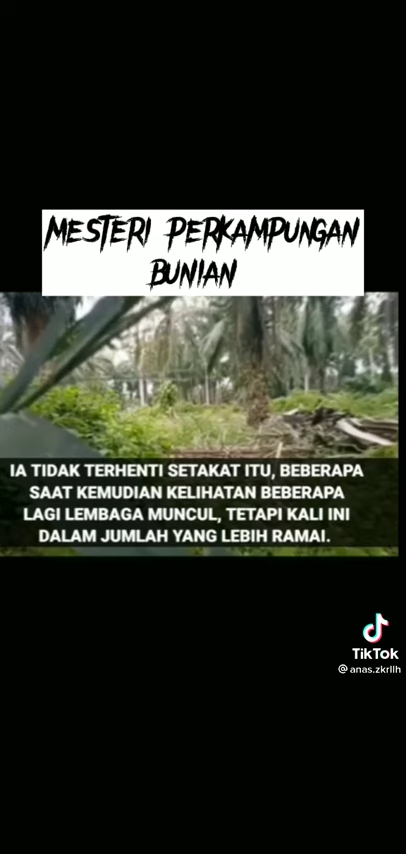 MESTERI PERKAMPUNGAN
BUNIAN
IA TIDAK TERHENTI SETAKAT ITU, BEBERAPA
SAAT KEMUDIAN KELIHATAN BEBERAPA
LAGI LEMBAGA MUNCUL, TETAPI KALI INI
DALAM JUMLAH YANG LEBIH RAMAI.
TikTok
@anas.zkrllh